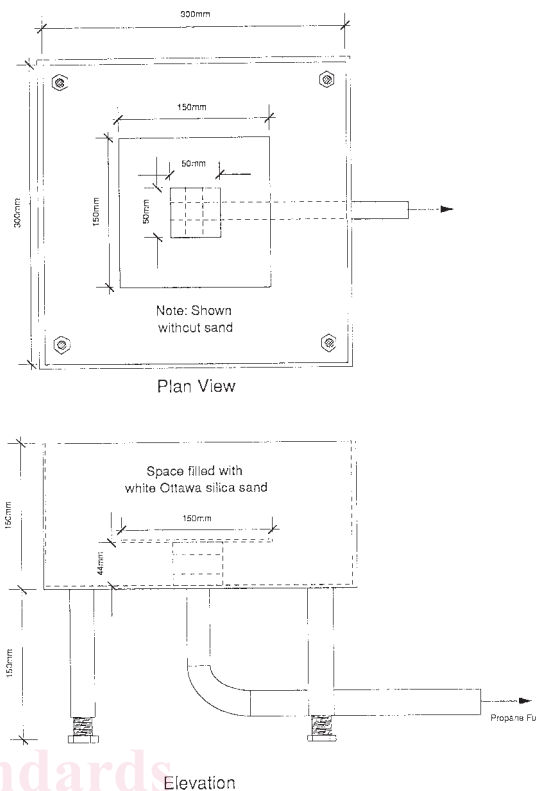 300mm
150mm
50mm
300mm
150mm
50mm
Note: Shown
without sand
Plan View
Space filled with
white Ottawa silica sand
150mm
150mm
44mm
150mm
Propane Fu
ndards
Elevation